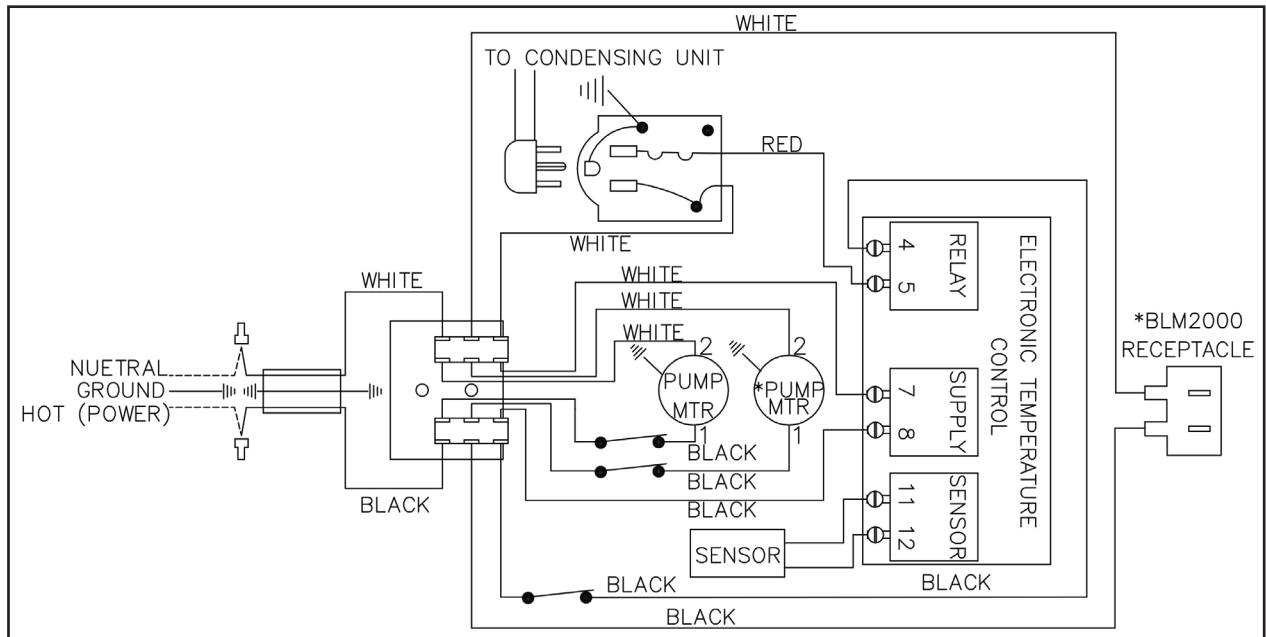 WHITE
TO CONDENSING UNIT
RED
WHITE
WHITE
WHITE
WHITE
WHITE
NUETRAL
GROUND
HOT (POWER)
BLACK
2
PUMP
MTR
1
2
*PUMP
MTR
1
BLACK
BLACK
BLACK
4
5
RELAY
7
8
SUPPLY
11
12
SENSOR
ELECTRONIC TEMPERATURE
CONTROL
*BLM2000
RECEPTACLE
SENSOR
BLACK
BLACK
BLACK